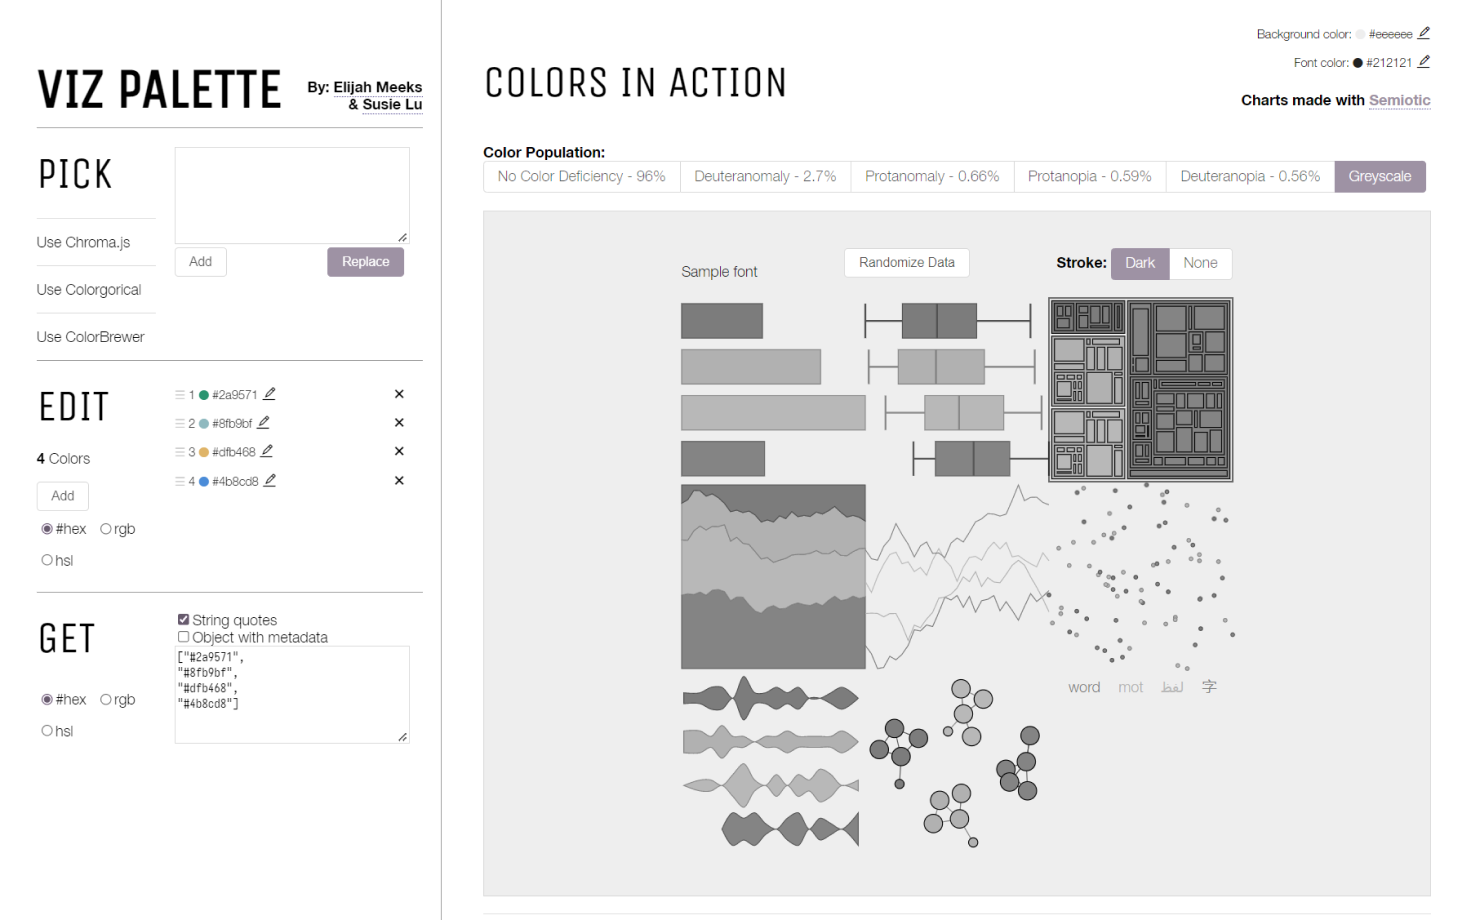 VIZ PALETTE
By: Elijah Meeks
& Susie Lu
PICK
Use Chroma.js
Use Colorgorical
Use ColorBrewer
Add
Replace
EDIT
4 Colors
Add
#hex
rgb
hsl
1 #2a9571
2 #8fb9bf
3 #dfb468
4 #4b8cd8
GET
#hex
rgb
hsl
String quotes
Object with metadata
["#2a9571",
"#8fb9bf",
"#dfb468",
"#4b8cd8"]
COLORS IN ACTION
Background color: #eeeeee
Font color: #212121
Charts made with Semiotic
Color Population:
No Color Deficiency - 96%
Deuteranomaly - 2.7%
Protanomaly - 0.66%
Protanopia - 0.59%
Deuteranopia - 0.56%
Greyscale
Sample font
Randomize Data
Stroke:
Dark
None
word mot لفظ 字